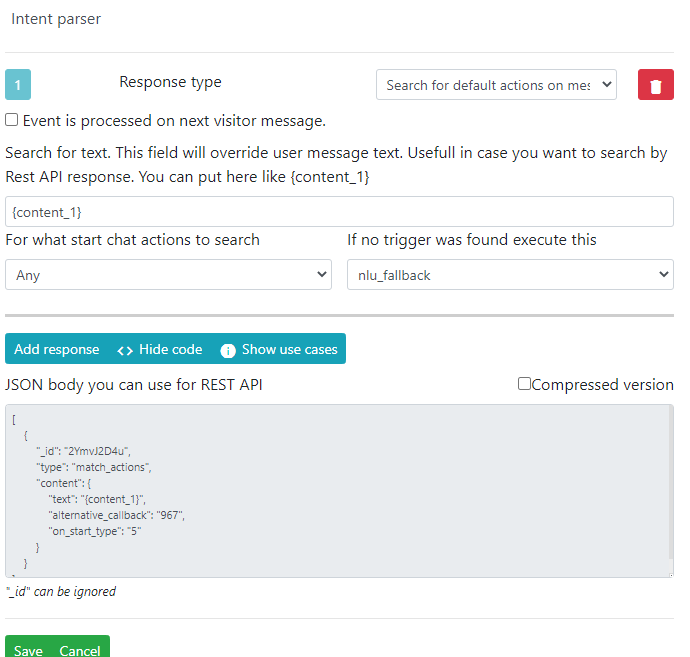 Intent parser
1
Response type
Search for default actions on mes
Event is processed on next visitor message.
Search for text. This field will override user message text. Usefull in case you want to search by
Rest API response. You can put here like {content_1}
{content_1}
For what start chat actions to search
If no trigger was found execute this
Any
nlu_fallback
Add response <> Hide code i Show use cases
JSON body you can use for REST API
Compressed version
[
{
"_id": "2YmvJ2D4u",
"type": "match_actions",
"content": {
"text": "{content_1}",
"alternative_callback": "967",
"on_start_type": "5"
}
}
"_id" can be ignored
Save Cancel